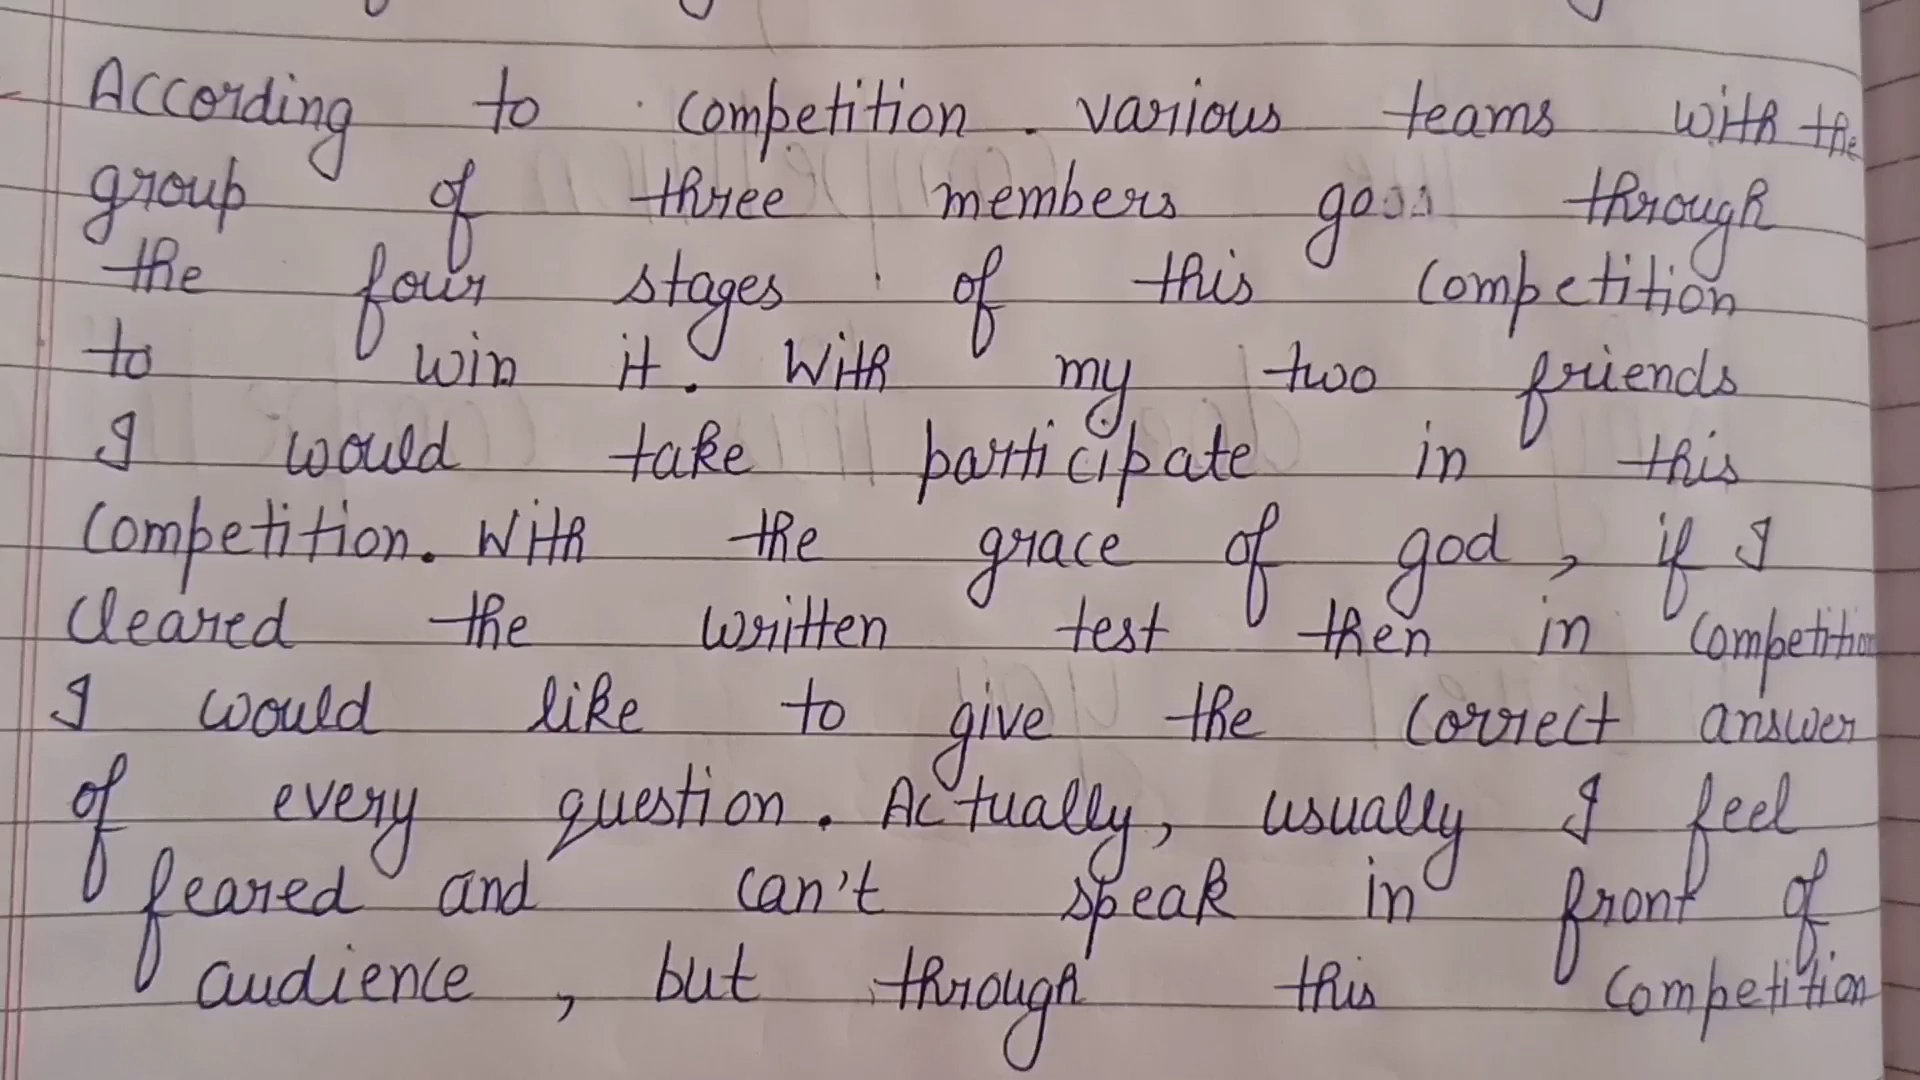 According to competition. various teams with the
group of three members goes through
the four stages of this competition
to win it. With my two friends
I would take participate in this
competition. With the grace of god, if I
cleared the written test then in competition
I would like to give the correct answer
of every question. Actually, usually I feel
feared and can't speak in front of
audience, but through this competition